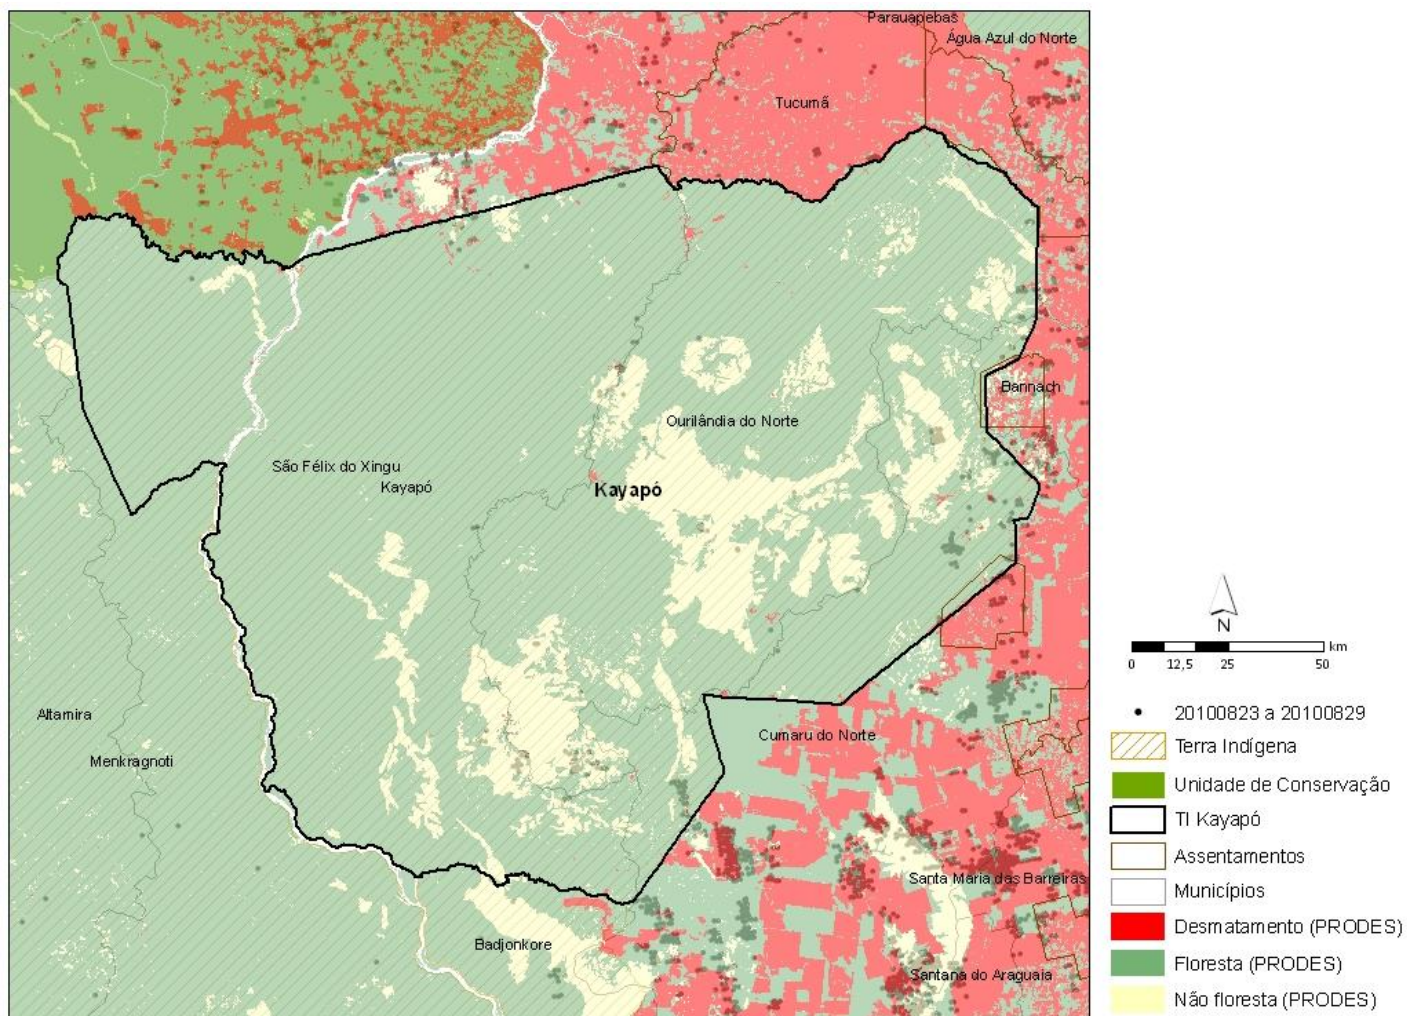 Parauapebas
Água Azul do Norte
Tucumã
Bannach
Ourilândia do Norte
São Félix do Xingu
Kayapó
Kayapó
Altamira
Cumaru do Norte
Menkragnoti
Santa Maria das Barreiras
Badjonkore
Santana do Araguaia
N
km
0 12,5 25 50
20100823 a 20100829
Terra Indígena
Unidade de Conservação
TI Kayapó
Assentamentos
Municípios
Desmatamento (PRODES)
Floresta (PRODES)
Não floresta (PRODES)